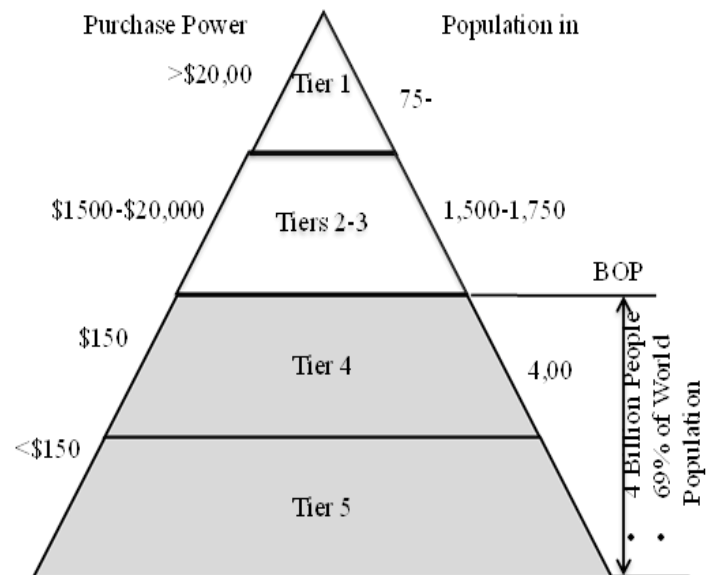 Purchase Power
Population in
>$20,00
Tier 1
75-
$1500-$20,000
Tiers 2-3
1,500-1,750
BOP
$150
Tier 4
4,00
<$150
Tier 5
• 4 Billion People
• 69% of World
Population